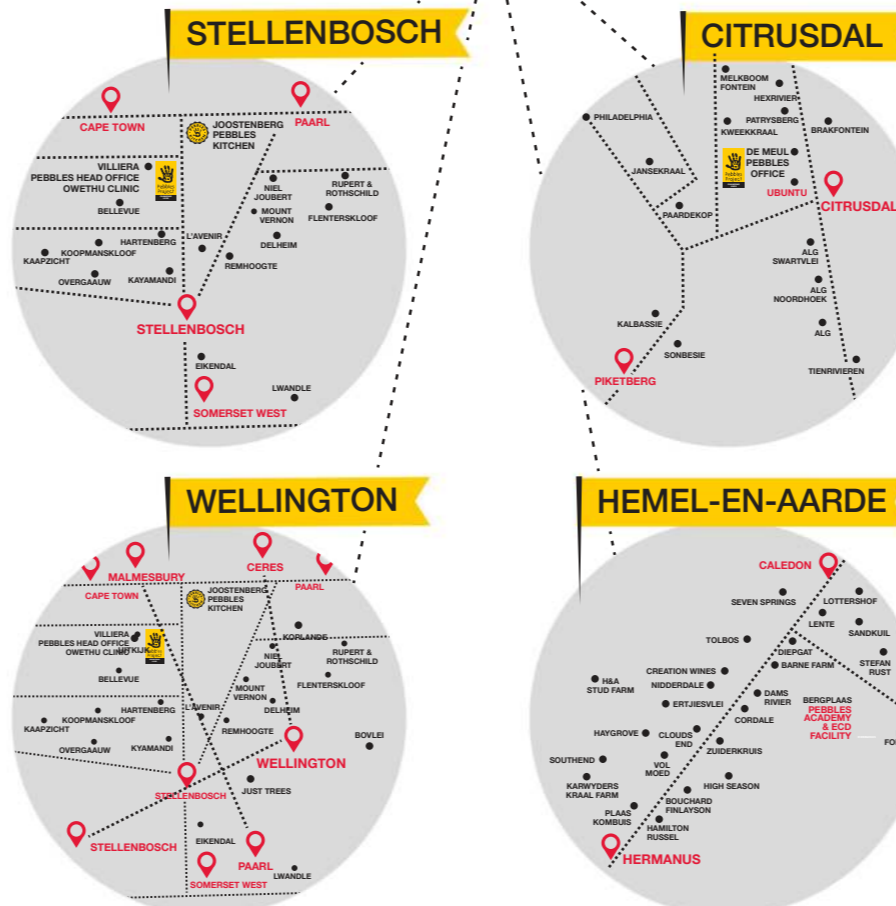 STELLENBOSCH
CAPE TOWN
PAARL
JOOSTENBERG
PEBBLES
KITCHEN
VILLIERA
PEBBLES HEAD OFFICE
OWETHU CLINIC
Pebbles
Project
BELLEVUE
NIEL
JOUBERT
RUPERT &
ROTHSCHILD
MOUNT
VERNON
FLENTERSKLOOF
HARTENBERG
L'AVENIR
DELHEIM
KOOPMANSKLOOF
KAAPZICHT
REMHOOGTE
OVERGAAUW
KAYAMANDI
STELLENBOSCH
EIKENDAL
LWANDLE
SOMERSET WEST
CITRUSDAL
MELKBOOM
FONTEIN
HEXRIVIER
PHILADELPHIA
PATRYSBERG
KWEEKKRAAL
BRAKFONTEIN
DE MEUL
PEBBLES
OFFICE
Pebbles
Project
JANSEKRAAL
UBUNTU
CITRUSDAL
PAARDEKOP
ALG
SWARTVLEI
ALG
NOORDHOEK
KALBASSIE
ALG
SONBESIE
TIENRIVIEREN
PIKETBERG
WELLINGTON
MALMESBURY
CERES
CAPE TOWN
PAARL
JOOSTENBERG
PEBBLES
KITCHEN
VILLIERA
PEBBLES HEAD OFFICE
OWETHU CLINIC
UITKIJK
KOPLANDE
NIEL
JOUBERT
RUPERT &
ROTHSCHILD
BELLEVUE
MOUNT
VERNON
FLENTERSKLOOF
HARTENBERG
L'AVENIR
DELHEIM
KOOPMANSKLOOF
KAAPZICHT
REMHOOGTE
BOVLEI
OVERGAAUW
KYAMANDI
WELLINGTON
STELLENBOSCH
JUST TREES
STELLENBOSCH
EIKENDAL
PAARL
SOMERSET WEST
LWANDLE
HEMEL-EN-AARDE
CALEDON
SEVEN SPRINGS
LOTTERSHOF
LENTE
SANDKUIL
TOLBOS
DIEPGAT
STEFAN
RUST
BARNE FARM
CREATION WINES
H&A
STUD FARM
NIDDERDALE
DAMS
RIVIER
BERGPLAAS
PEBBLES
ACADEMY
& ECD
FACILITY
ERTJIESVLEI
CORDALE
HAYGROVE
CLOUDS
END
ZUIDERKRUIS
SOUTHEND
VOL
MOED
KARWYDERS
KRAAL FARM
HIGH SEASON
BOUCHARD
FINLAYSON
PLAAS
KOMBUIS
HAMILTON
RUSSEL
HERMANUS